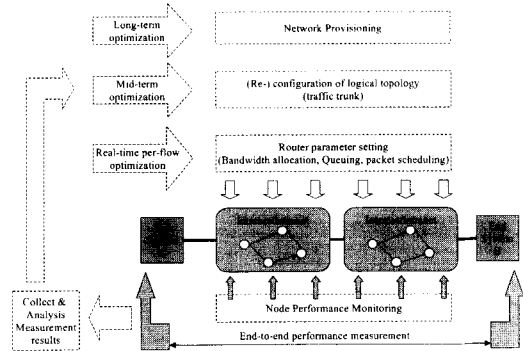 Long-term
optimization
Network Provisioning
Mid-term
optimization
(Re-) configuration of logical topology
(traffic trunk)
Real-time per-flow
optimization
Router parameter setting
(Bandwidth allocation, Queuing, packet scheduling)
Collect &
Analysis
Measurement
results
Node Performance Monitoring
End-to-end performance measurement